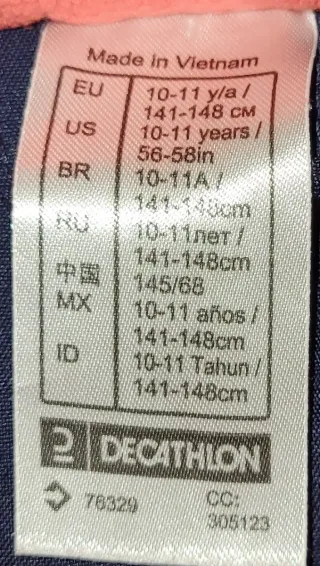 Made in Vietnam
EU 10-11 y/a /
141-148 CM
US 10-11 years /
56-58in
BR 10-11A /
141-148cm
RU 10-11лет /
141-148cm
中国 145/68
MX 10-11 años /
141-148cm
ID 10-11 Tahun /
141-148cm
DECATHLON
76329 CC:
305123